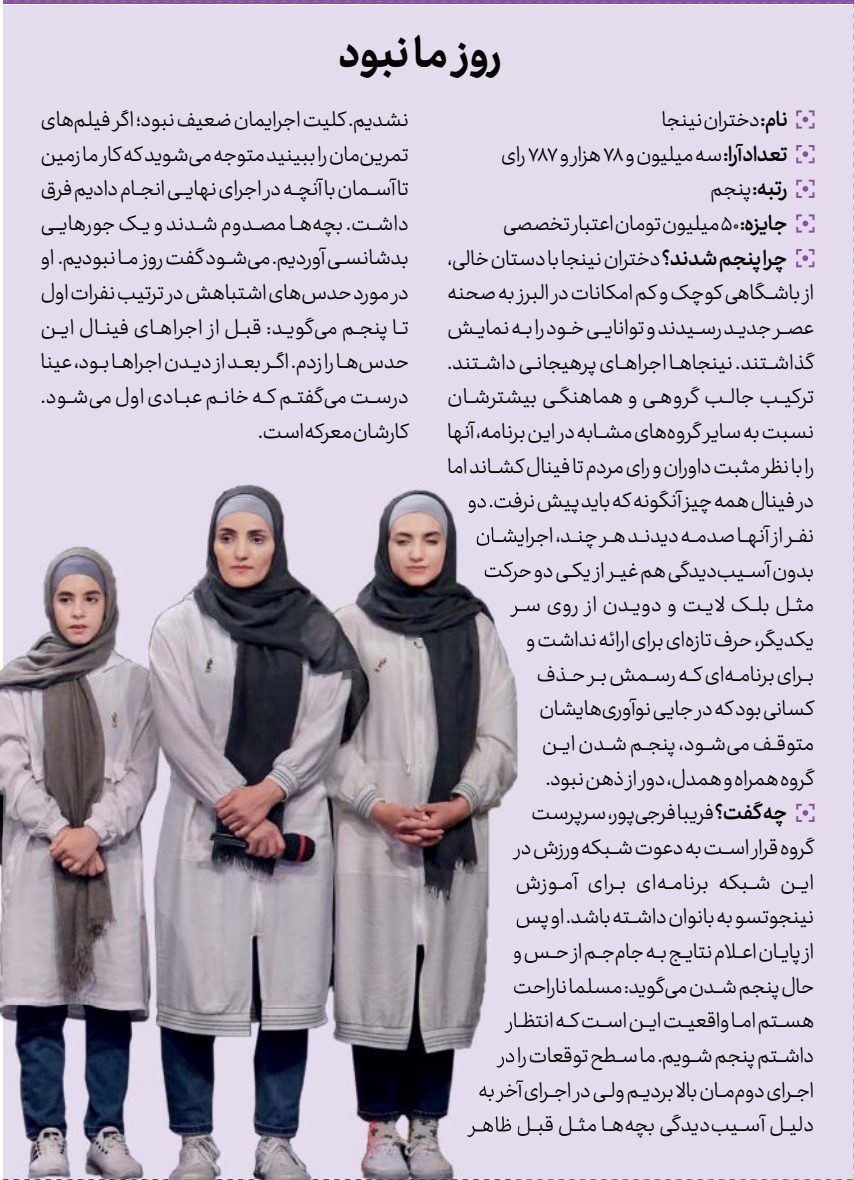 روز ما نبود
نام: دختران نینجا
تعداد آرا: سه میلیون و ۷۸ هزار و ۷۸۷ رای
رتبه: پنجم
جایزه: ۵۰ میلیون تومان اعتبار تخصصی
چرا پنجم شدند؟ دختران نینجا با دستان خالی،
از باشگاهی کوچک و کم امکانات در البرز به صحنه
عصر جدید رسیدند و توانایی خود را به نمایش
گذاشتند. نینجاها اجراهای پرهیجانی داشتند.
ترکیب جالب گروهی و هماهنگی بیشترشان
نسبت به سایر گروه‌های مشابه در این برنامه، آنها
را با نظر مثبت داوران و رای مردم تا فینال کشاند اما
در فینال همه چیز آنگونه که باید پیش نرفت. دو
نفر از آنها صدمه دیدند هر چند، اجرایشان
بدون آسیب‌دیدگی هم غیر از یکی دو حرکت
مثل بلک لایت و دویدن از روی سر
یکدیگر، حرف تازه‌ای برای ارائه نداشت و
برای برنامه‌ای که رسمش بر حذف
کسانی بود که در جایی نوآوری‌هایشان
متوقف می‌شود، پنجم شدن این
گروه همراه و همدل، دور از ذهن نبود.
چه گفت؟ فریبا فرجی‌پور، سرپرست
گروه قرار است به دعوت شبکه ورزش در
این شبکه برنامه‌ای برای آموزش
نینجوتسو به بانوان داشته باشد. او پس
از پایان اعلام نتایج به جام‌جم از حس و
حال پنجم شدن می‌گوید: مسلما ناراحت
هستم اما واقعیت این است که انتظار
داشتم پنجم شویم. ما سطح توقعات را در
اجرای دوم‌مان بالا بردیم ولی در اجرای آخر به
دلیل آسیب‌دیدگی بچه‌ها مثل قبل ظاهر
نشدیم. کلیت اجرایمان ضعیف نبود؛ اگر فیلم‌های
تمرین‌مان را ببینید متوجه می‌شوید که کار ما زمین
تا آسمان با آنچه در اجرای نهایی انجام دادیم فرق
داشت. بچه‌ها مصدوم شدند و یک جورهایی
بدشانسی آوردیم. می‌شود گفت روز ما نبودیم. او
در مورد حدس‌های اشتباهش در ترتیب نفرات اول
تا پنجم می‌گوید: قبل از اجراهای فینال این
حدس‌ها را زدم. اگر بعد از دیدن اجراها بود، عینا
درست می‌گفتم که خانم عبادی اول می‌شود.
کارشان معرکه است.